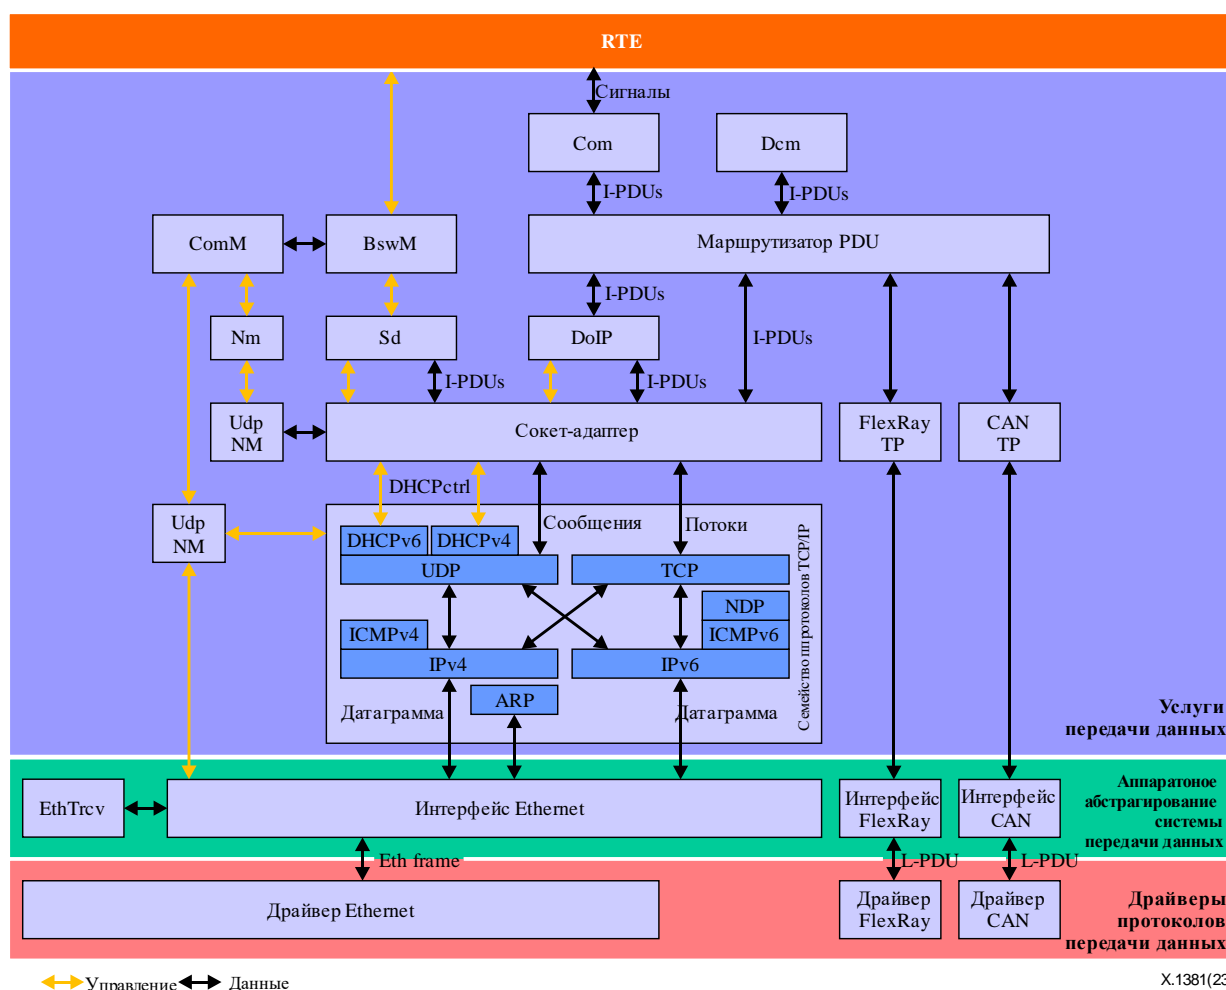 RTE
Сигналы
Com
Dcm
I-PDUs
I-PDUs
ComM
BswM
Маршрутизатор PDU
I-PDUs
Nm
Sd
DoIP
I-PDUs
I-PDUs
I-PDUs
Udp
NM
Сокет-адаптер
FlexRay
TP
CAN
TP
DHCPctrl
Udp
NM
Сообщения
Потоки
DHCPv6
DHCPv4
UDP
TCP
NDP
ICMPv4
ICMPv6
IPv4
IPv6
ARP
Датаграмма
Датаграмма
Семейство шпротоколов TCP/IP
Услуги
передачи данных
EthTrcv
Интерфейс Ethernet
Интерфейс
FlexRay
Интерфейс
CAN
Аппаратоное
абстрагирование
системы
передачи данных
Eth frame
L-PDU
L-PDU
Драйвер Ethernet
Драйвер
FlexRay
Драйвер
CAN
Драйверы
протоколов
передачи данных
Управление
Данные
X.1381(23